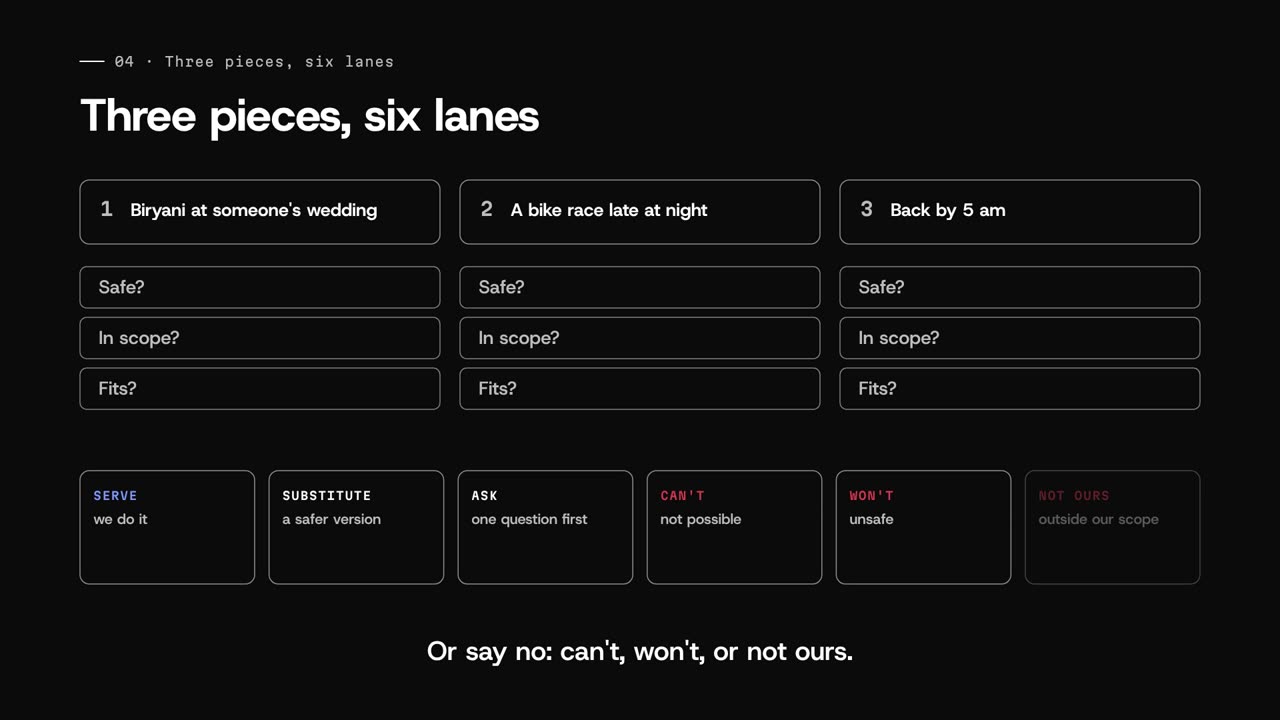 04 · Three pieces, six lanes
Three pieces, six lanes
1 Biryani at someone's wedding
2 A bike race late at night
3 Back by 5 am
Safe?
Safe?
Safe?
In scope?
In scope?
In scope?
Fits?
Fits?
Fits?
SERVE
we do it
SUBSTITUTE
a safer version
ASK
one question first
CAN'T
not possible
WON'T
unsafe
NOT OURS
outside our scope
Or say no: can't, won't, or not ours.